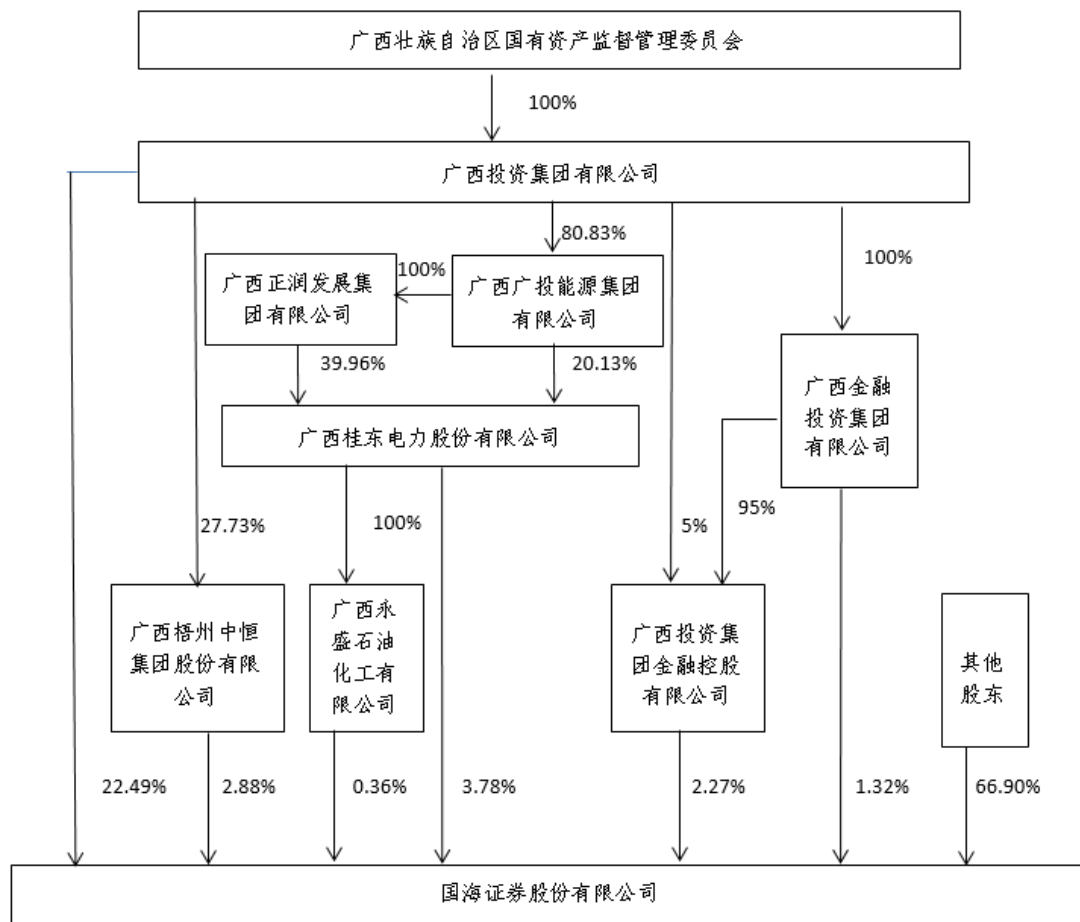 广西壮族自治区国有资产监督管理委员会
100%
广西投资集团有限公司
80.83%
100%
100%
广西正润发展集
团有限公司
广西广投能源集团
有限公司
39.96%
20.13%
广西金融
投资集团
有限公司
广西桂东电力股份有限公司
27.73%
100%
5%
95%
广西梧州中恒
集团股份有限
公司
广西永
盛石油
化工有
限公司
广西投资集
团金融控股
有限公司
其他
股东
22.49%
2.88%
0.36%
3.78%
2.27%
1.32%
66.90%
国海证券股份有限公司